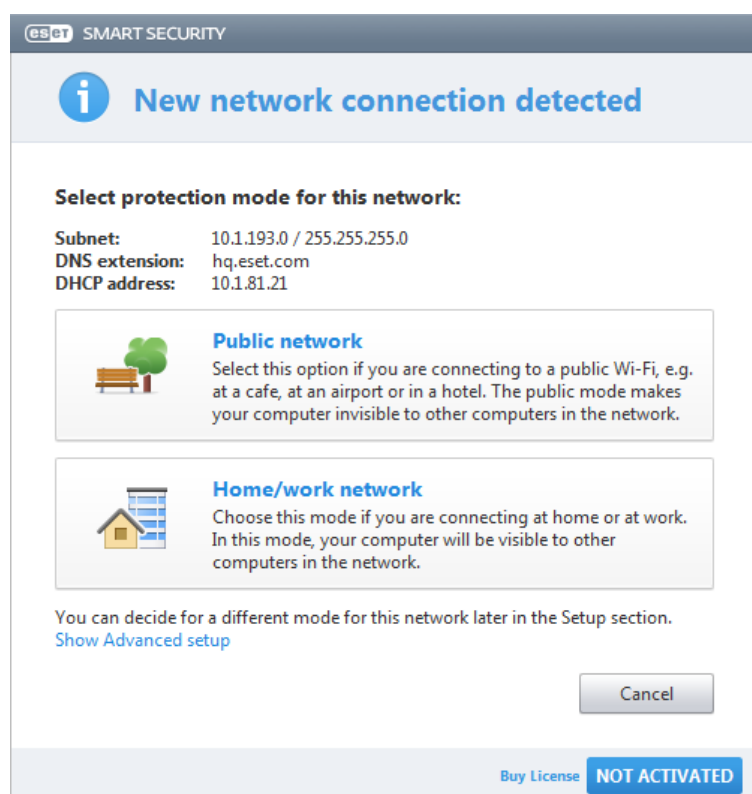 eset SMART SECURITY
New network connection detected
Select protection mode for this network:
Subnet: 10.1.193.0 / 255.255.255.0
DNS extension: hq.eset.com
DHCP address: 10.1.81.21
Public network
Select this option if you are connecting to a public Wi-Fi, e.g.
at a cafe, at an airport or in a hotel. The public mode makes
your computer invisible to other computers in the network.
Home/work network
Choose this mode if you are connecting at home or at work.
In this mode, your computer will be visible to other
computers in the network.
You can decide for a different mode for this network later in the Setup section.
Show Advanced setup
Cancel
Buy License NOT ACTIVATED